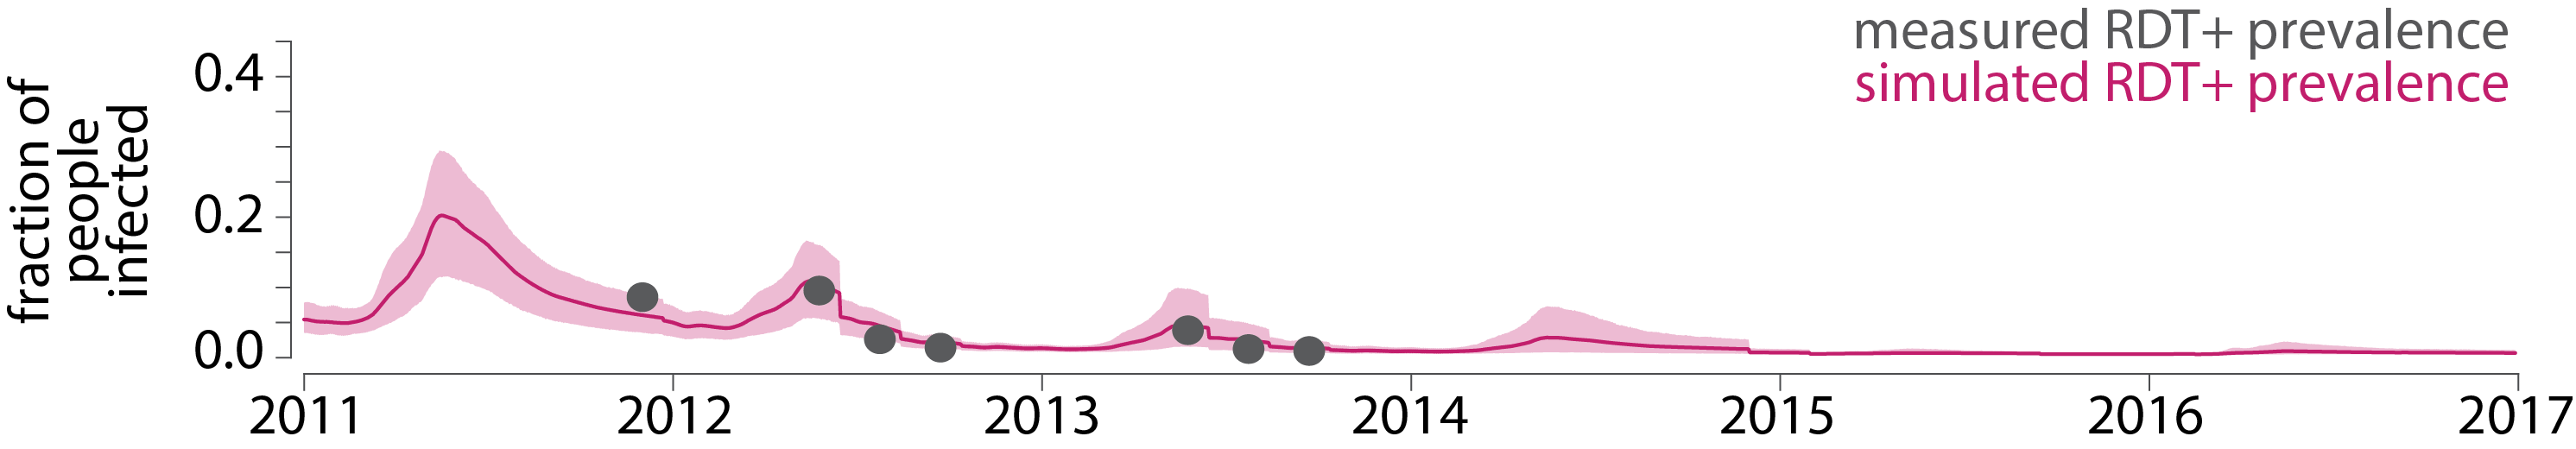 measured RDT+ prevalence
simulated RDT+ prevalence
fraction of
people
infected
0.4
0.2
0.0
2011 2012 2013 2014 2015 2016 2017